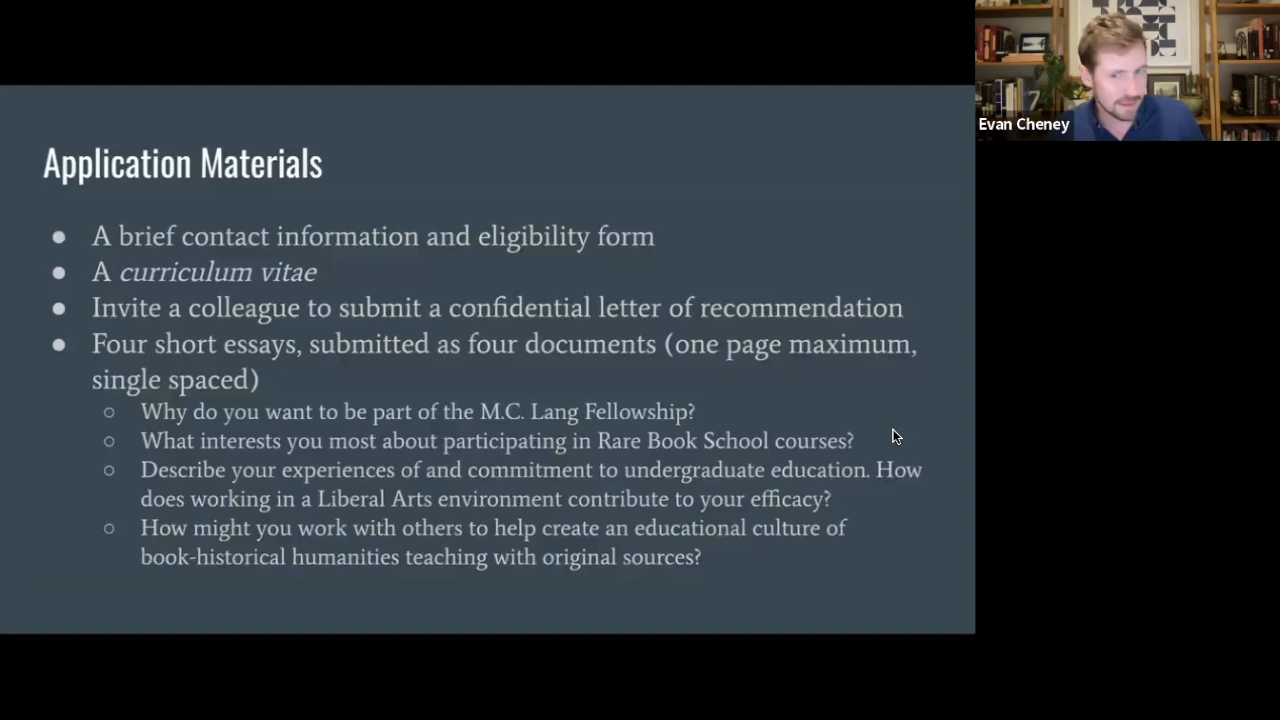 Evan Cheney
Application Materials
● A brief contact information and eligibility form
● A curriculum vitae
● Invite a colleague to submit a confidential letter of recommendation
● Four short essays, submitted as four documents (one page maximum,
single spaced)
○ Why do you want to be part of the M.C. Lang Fellowship?
○ What interests you most about participating in Rare Book School courses?
○ Describe your experiences of and commitment to undergraduate education. How
does working in a Liberal Arts environment contribute to your efficacy?
○ How might you work with others to help create an educational culture of
book-historical humanities teaching with original sources?